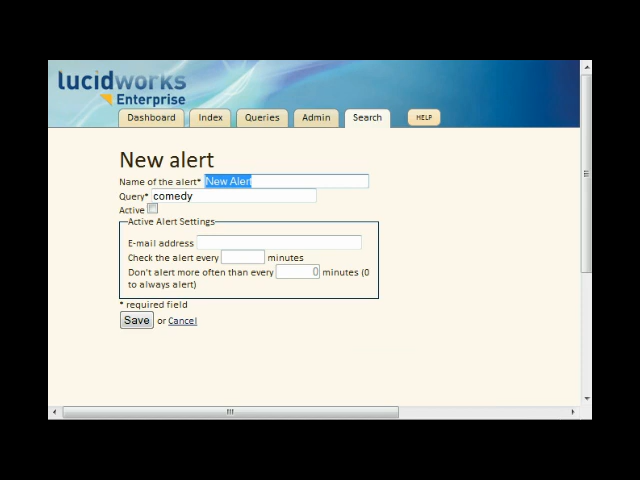 lucidworks
Enterprise
Dashboard Index Queries Admin Search HELP
New alert
Name of the alert* New Alert
Query* comedy
Active
Active Alert Settings
E-mail address
Check the alert every minutes
Don't alert more often than every 0 minutes (0
to always alert)
* required field
Save or Cancel